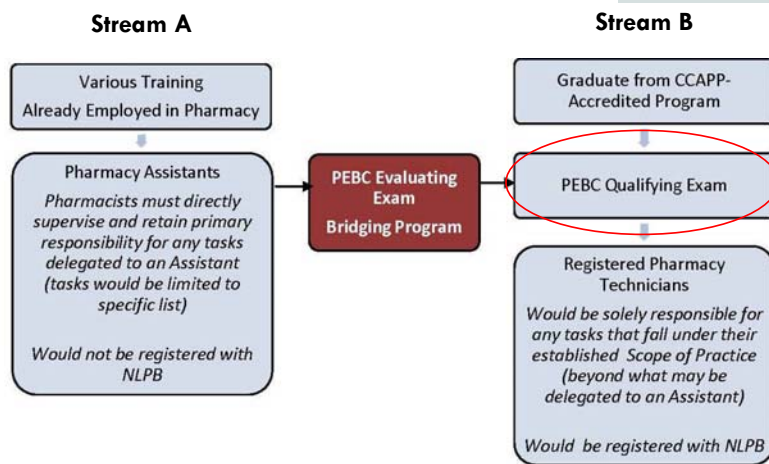 Stream A
Various Training
Already Employed in Pharmacy
Pharmacy Assistants
Pharmacists must directly
supervise and retain primary
responsibility for any tasks
delegated to an Assistant
(tasks would be limited to
specific list)
Would not be registered with
NLPB
PEBC Evaluating
Exam
Bridging Program
Stream B
Graduate from CCAPP-
Accredited Program
PEBC Qualifying Exam
Registered Pharmacy
Technicians
Would be solely responsible for
any tasks that fall under their
established Scope of Practice
(beyond what may be
delegated to an Assistant)
Would be registered with NLPB